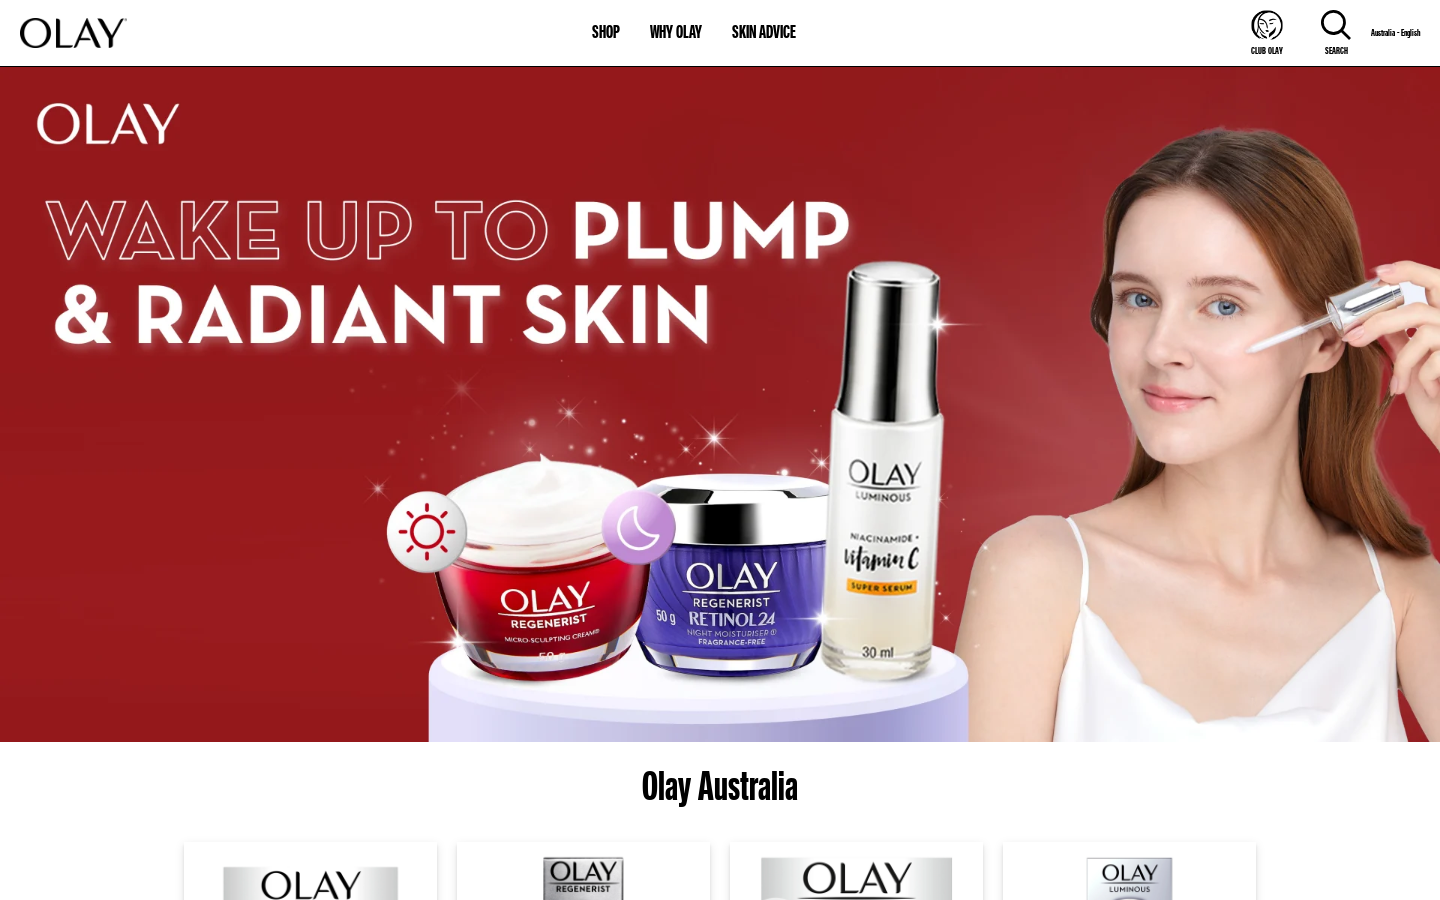 OLAY
SHOP
WHY OLAY
SKIN ADVICE
CLUB OLAY
SEARCH
Australia - English
OLAY
WAKE UP TO PLUMP
& RADIANT SKIN
OLAY
REGENERIST
MICRO-SCULPTING CREAM®
50 g
OLAY
REGENERIST
50 g
RETINOL24
NIGHT MOISTURISER
FRAGRANCE-FREE
OLAY
LUMINOUS
NIACINAMIDE +
Vitamin C
SUPER SERUM
30 ml
Olay Australia
OLAY
OLAY
REGENERIST
OLAY
OLAY
LUMINOUS